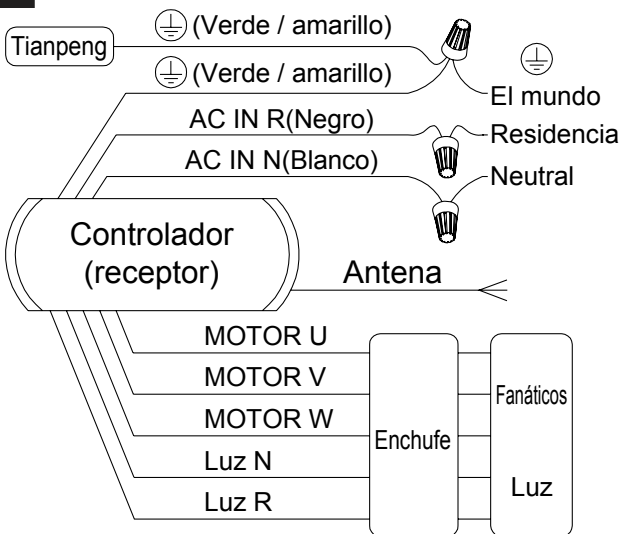 Tianpeng
(Verde / amarillo)
(Verde / amarillo)
El mundo
AC IN R(Negro)
Residencia
AC IN N(Blanco)
Neutral
Controlador
(receptor)
Antena
MOTOR U
MOTOR V
MOTOR W
Luz N
Luz R
Enchufe
Fanáticos
Luz